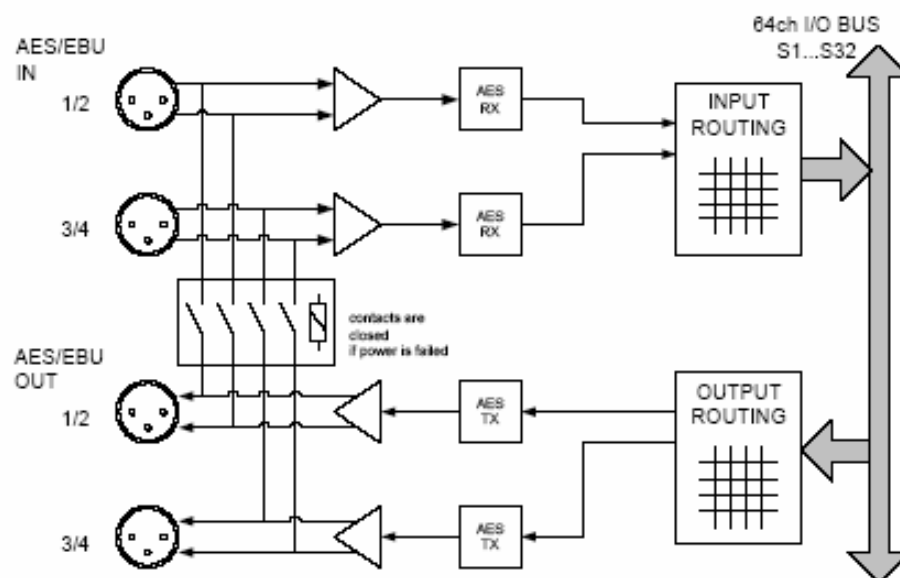 64ch I/O BUS
S1...S32
AES/EBU
IN
1/2
AES
RX
INPUT
ROUTING
3/4
AES
RX
contacts are
closed
if power is failed
AES/EBU
OUT
1/2
AES
TX
OUTPUT
ROUTING
3/4
AES
TX